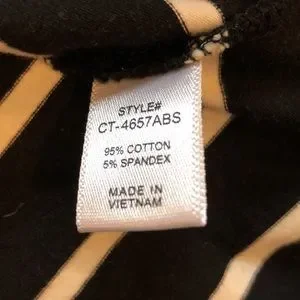 STYLE#
CT-4657ABS
95% COTTON
5% SPANDEX
MADE IN
VIETNAM